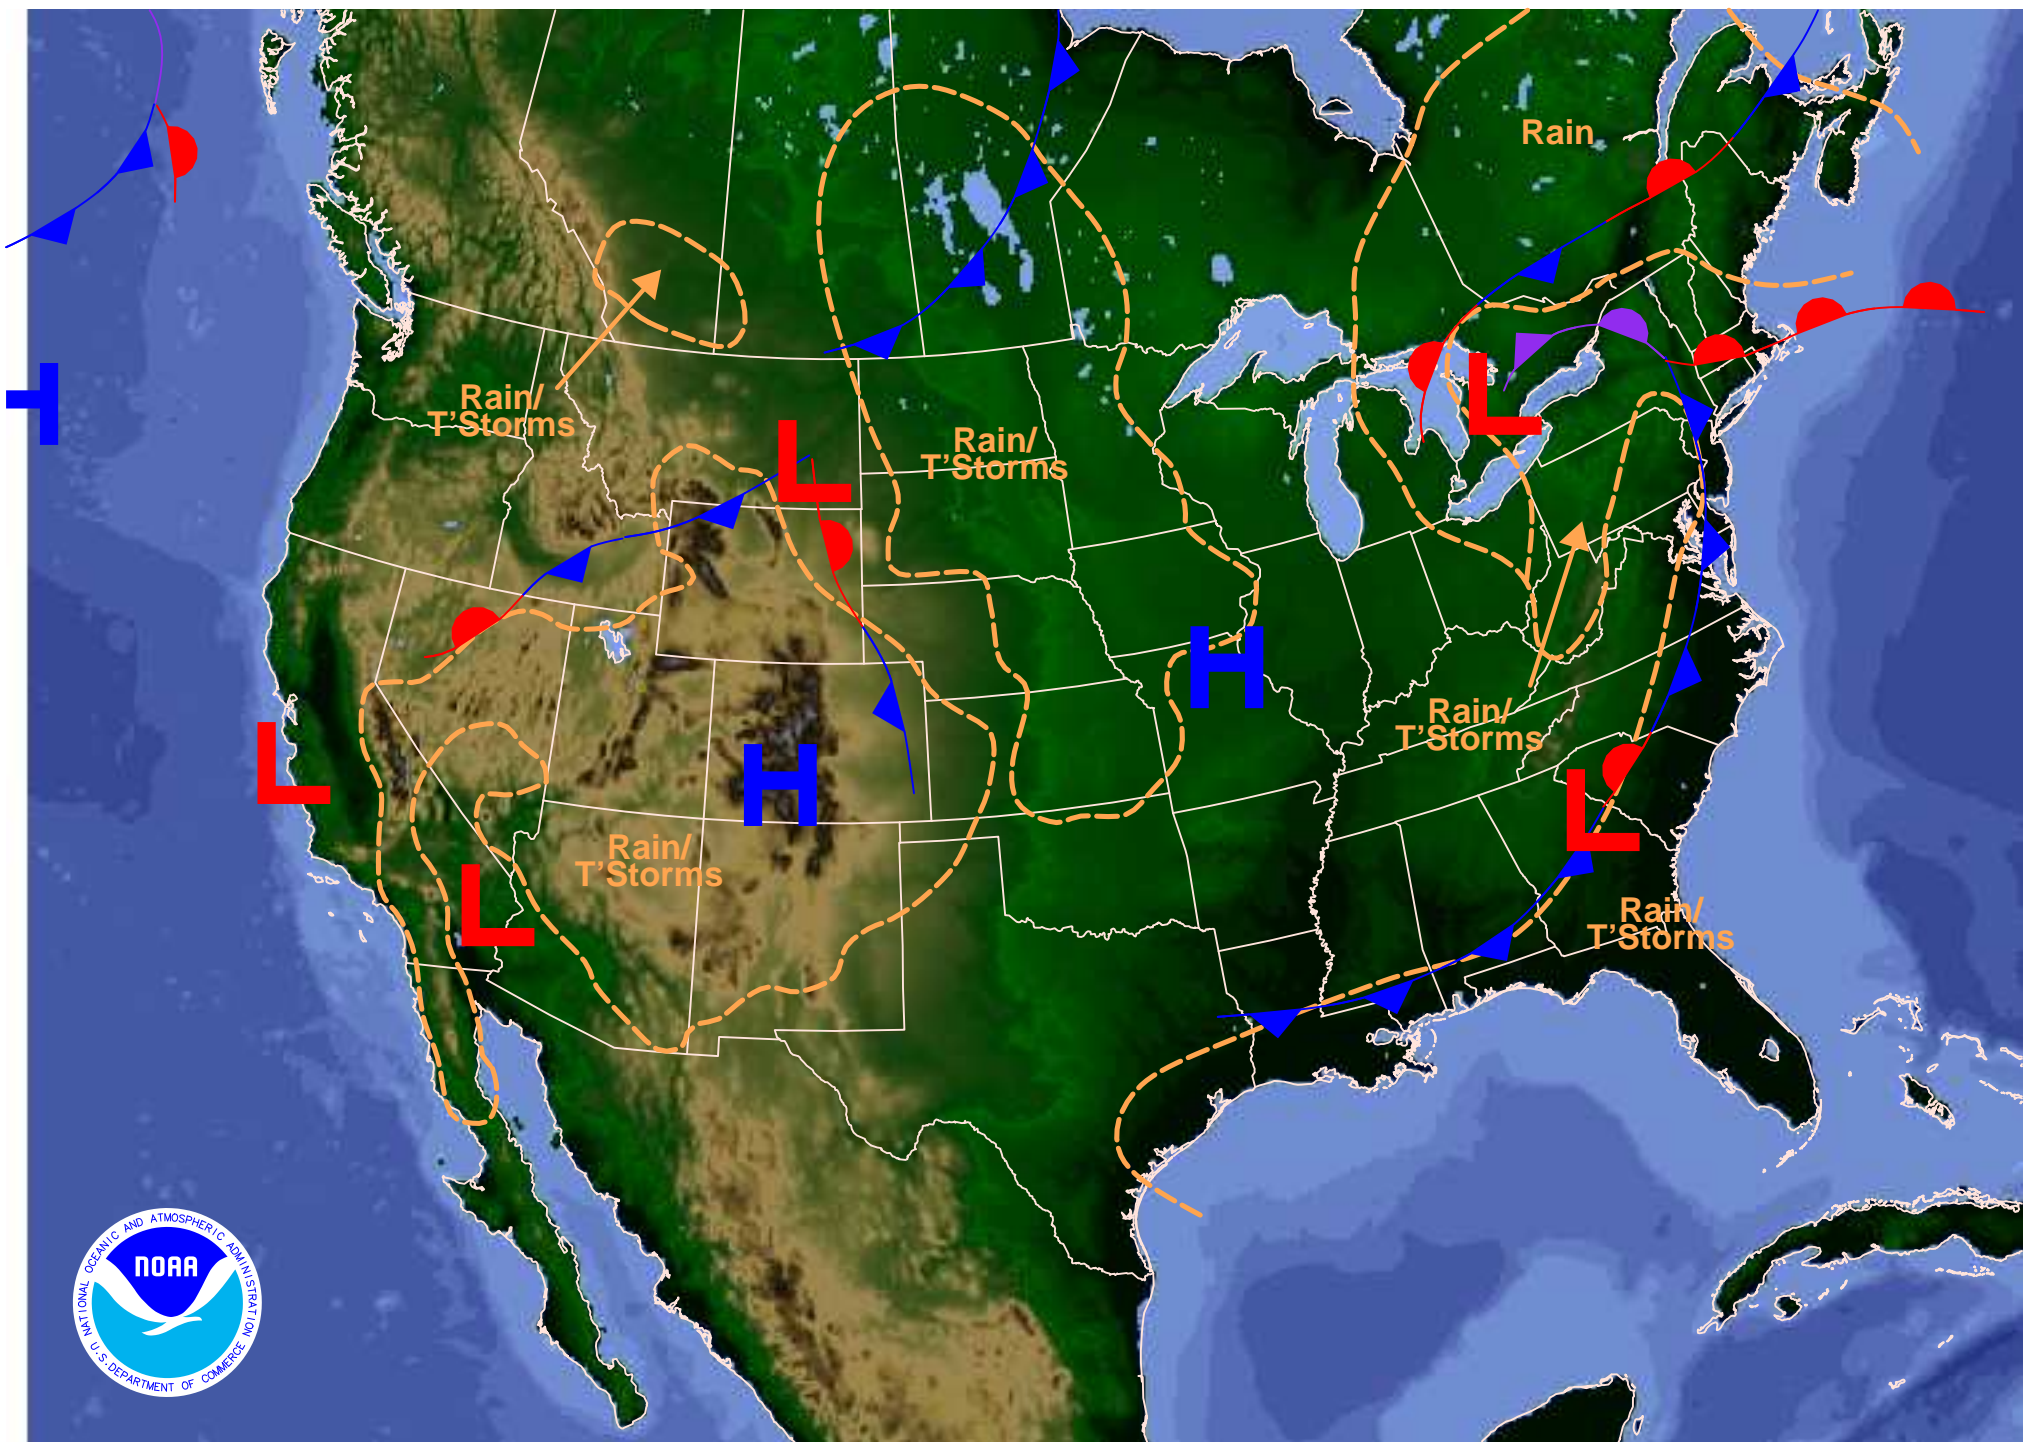 Rain
Rain/
T'Storms
Rain/
T'Storms
L
L
H
L
H
Rain/
T'Storms
H
L
L
Rain/
T'Storms
L
Rain/
T'Storms
NATIONAL OCEANIC AND ATMOSPHERIC ADMINISTRATION
NOAA
U.S. DEPARTMENT OF COMMERCE